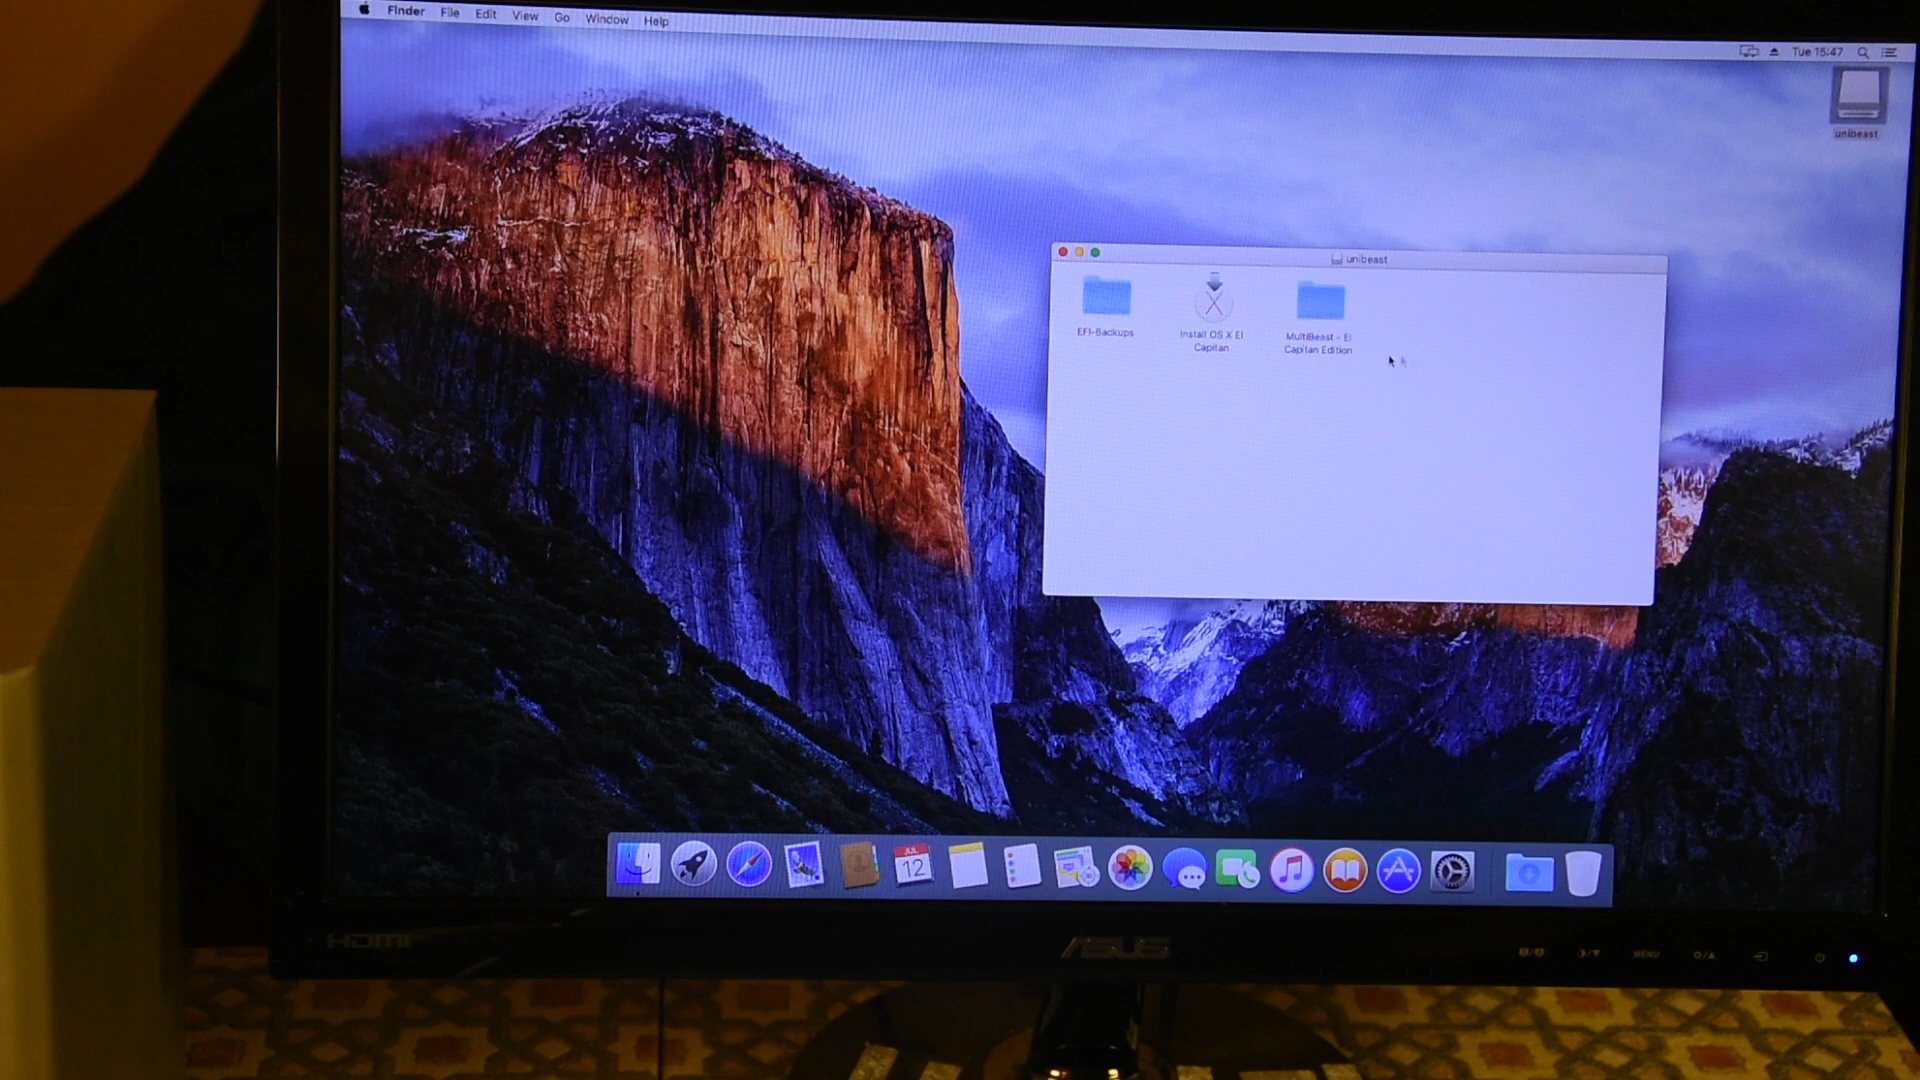 Finder File Edit View Go Window Help
Tue 15:47
unibeast
unibeast
EFI-Backups
Install OS X El
Capitan
MultiBeast - El
Capitan Edition
JUL
12
HDMI
ASUS
MENU